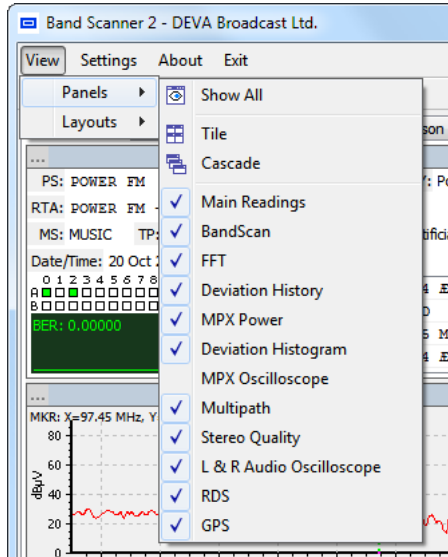 Band Scanner 2 - DEVA Broadcast Ltd.
View Settings About Exit
Panels
Layouts
Show All
Tile
Cascade
Main Readings
BandScan
FFT
Deviation History
MPX Power
Deviation Histogram
MPX Oscilloscope
Multipath
Stereo Quality
L & R Audio Oscilloscope
RDS
GPS
...
PS: POWER FM
RTA: POWER FM -
MS: MUSIC TP:
Date/Time: 20 Oct
0 1 2 3 4 5 6 7 8
A
B
BER: 0.00000
...
MKR: X=97.45 MHz, Y
dBµV
80
60
40
20
0